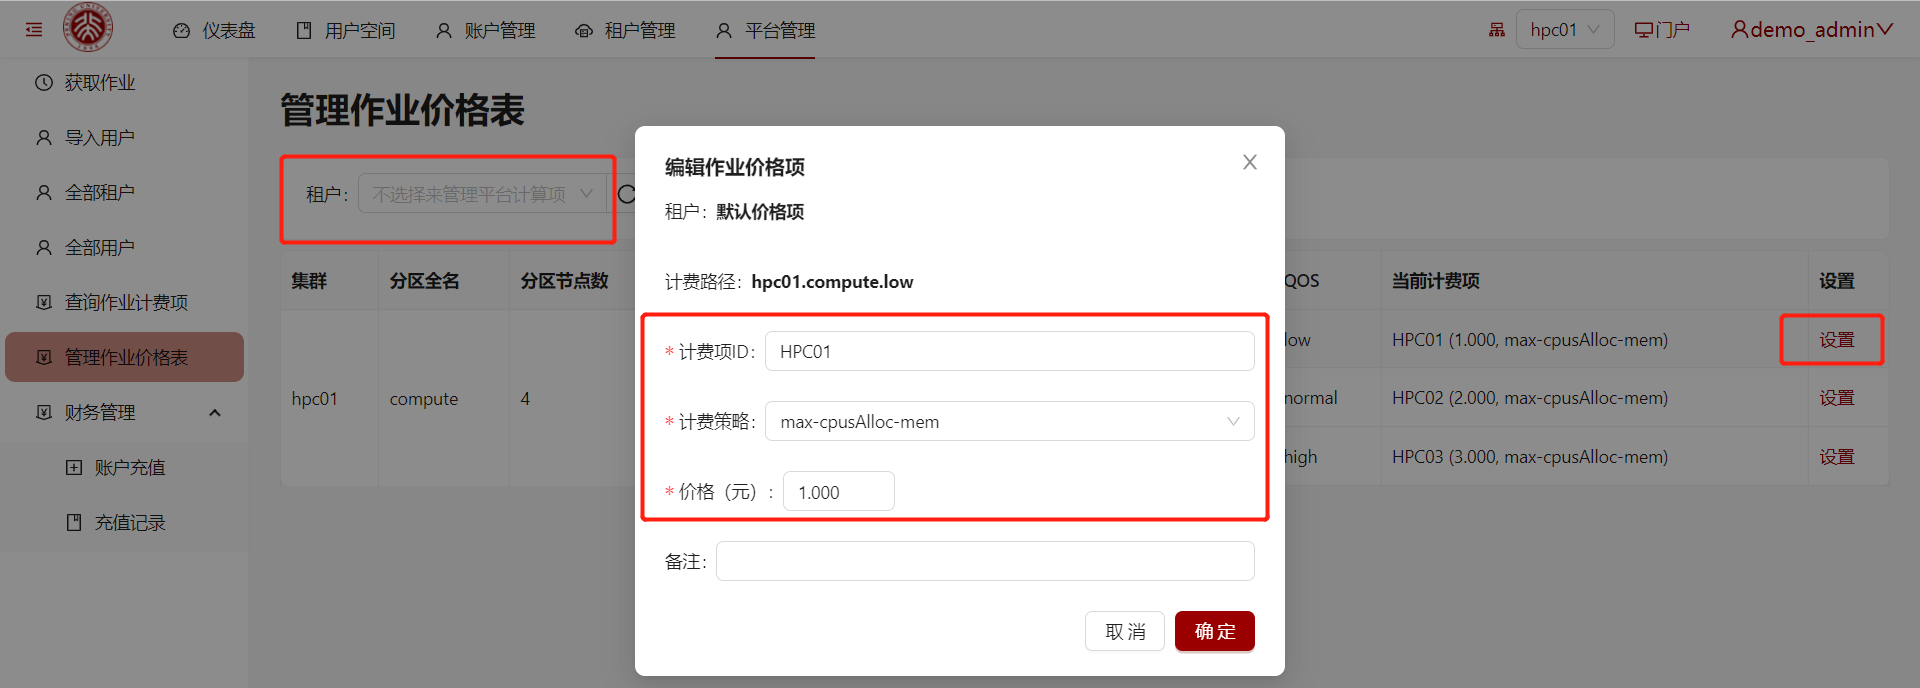 仪表盘
用户空间
账户管理
租户管理
平台管理
hpc01
门户
demo_admin
获取作业
导入用户
全部租户
全部用户
查询作业计费项
管理作业价格表
财务管理
账户充值
充值记录
管理作业价格表
租户:
不选择来管理平台计算项
集群
分区全名
分区节点数
QOS
当前计费项
设置
hpc01
compute
4
low
HPC01 (1.000, max-cpusAlloc-mem)
设置
normal
HPC02 (2.000, max-cpusAlloc-mem)
设置
high
HPC03 (3.000, max-cpusAlloc-mem)
设置
编辑作业价格项
租户: 默认价格项
计费路径: hpc01.compute.low
* 计费项ID: HPC01
* 计费策略: max-cpusAlloc-mem
* 价格（元）: 1.000
备注:
取 消
确 定